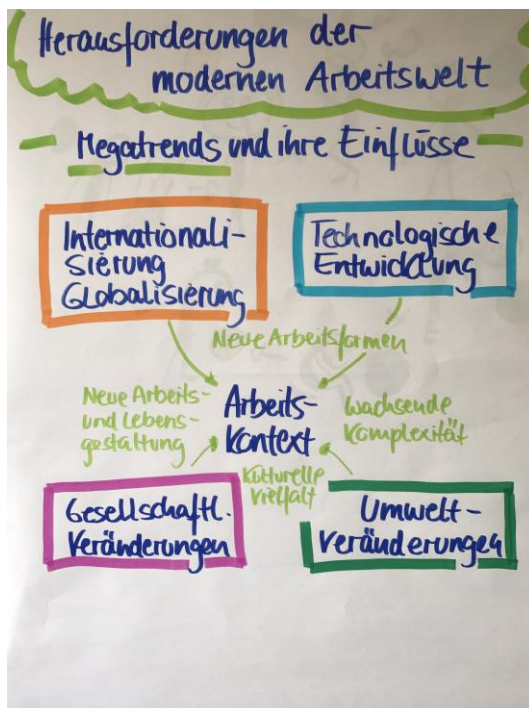 Herausforderungen der
modernen Arbeitswelt
Megatrends und ihre Einflüsse
Internationali-
sierung
Globalisierung
Technologische
Entwicklung
Neue Arbeitsformen
Neue Arbeits-
und Lebens-
gestaltung
Arbeits-
kontext
wachsende
Komplexität
kulturelle
Vielfalt
Gesellschaftl.
Veränderungen
Umwelt-
veränderungen